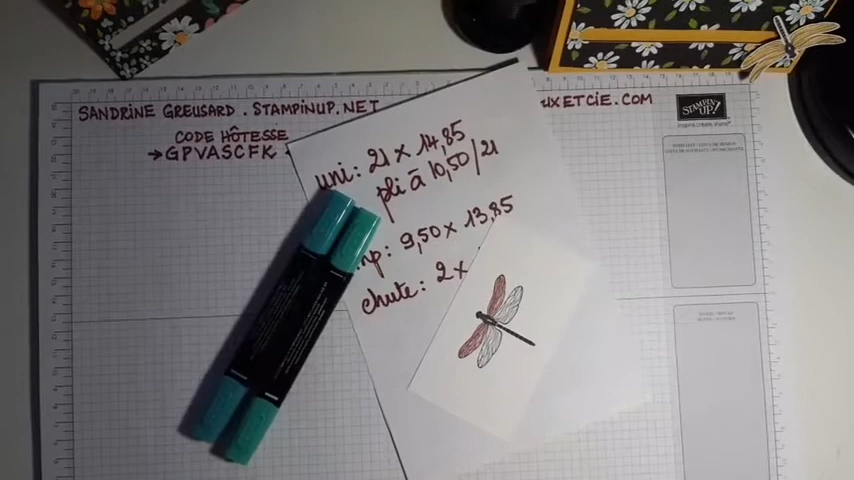 SANDRINE GREUSARD . STAMPINUP.NET
UXETCIE.COM
CODE HÔTESSE
→GPVASCFK
STAMPIN' UP!
uni: 21 x 14,85
pli à 10,50/21
mp: 9,50 x 13,85
chute: 2 x